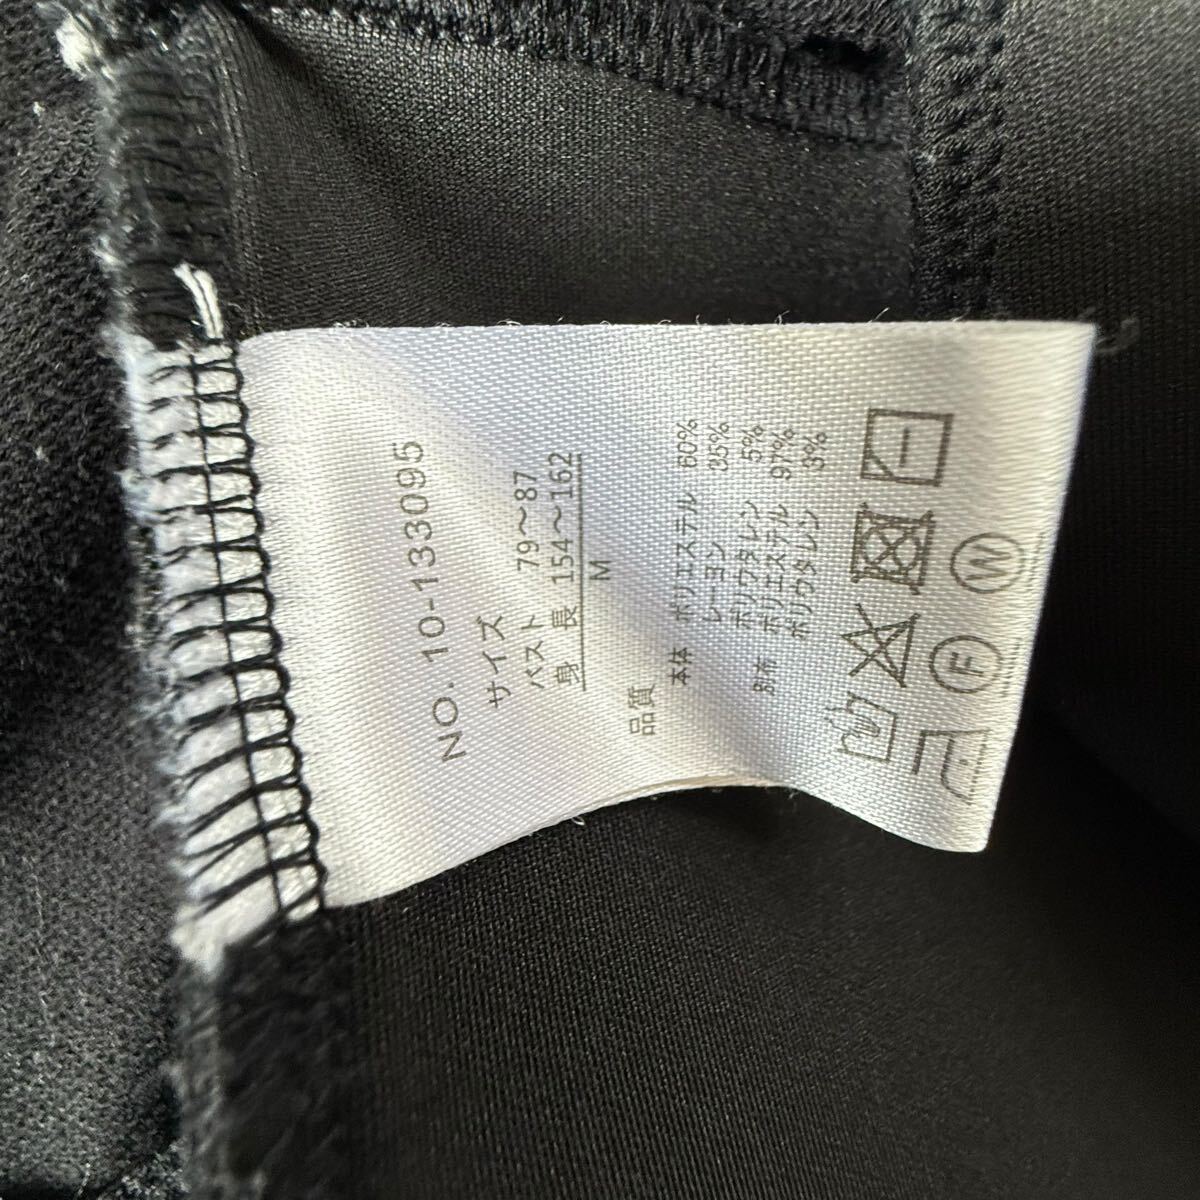 NO. 10-133095
サイズ
バスト 79～87
身 長 154～162
M
品質
本体 ポリエステル 60%
レーヨン 35%
ポリウタレン 5%
別布 ポリエステル 97%
ポリウタレン 3%
W
F